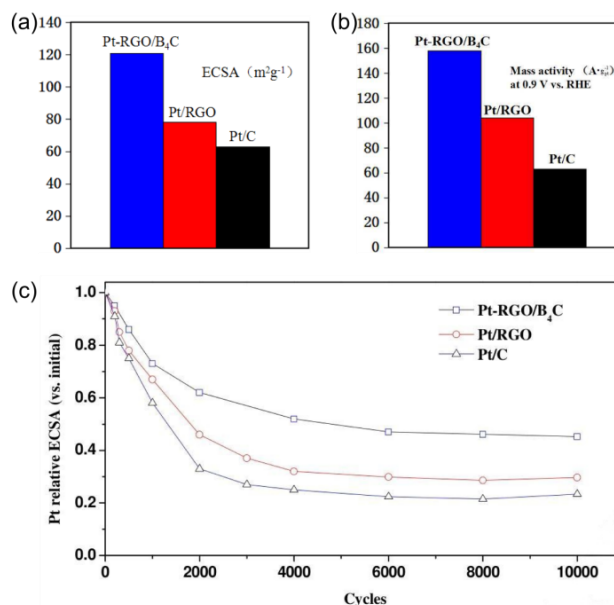 (a)
140
120
100
80
60
40
20
0
Pt-RGO/B₄C
ECSA (m²g⁻¹)
Pt/RGO
Pt/C
(b)
160
140
120
100
80
60
40
20
0
Pt-RGO/B₄C
Mass activity (A·
at 0.9 V vs. RHE
Pt/RGO
Pt/C
(c)
Pt relative ECSA (vs. initial)
1.0
0.8
0.6
0.4
0.2
0.0
Pt-RGO/B₄C
Pt/RGO
Pt/C
0 2000 4000 6000 8000 10000
Cycles